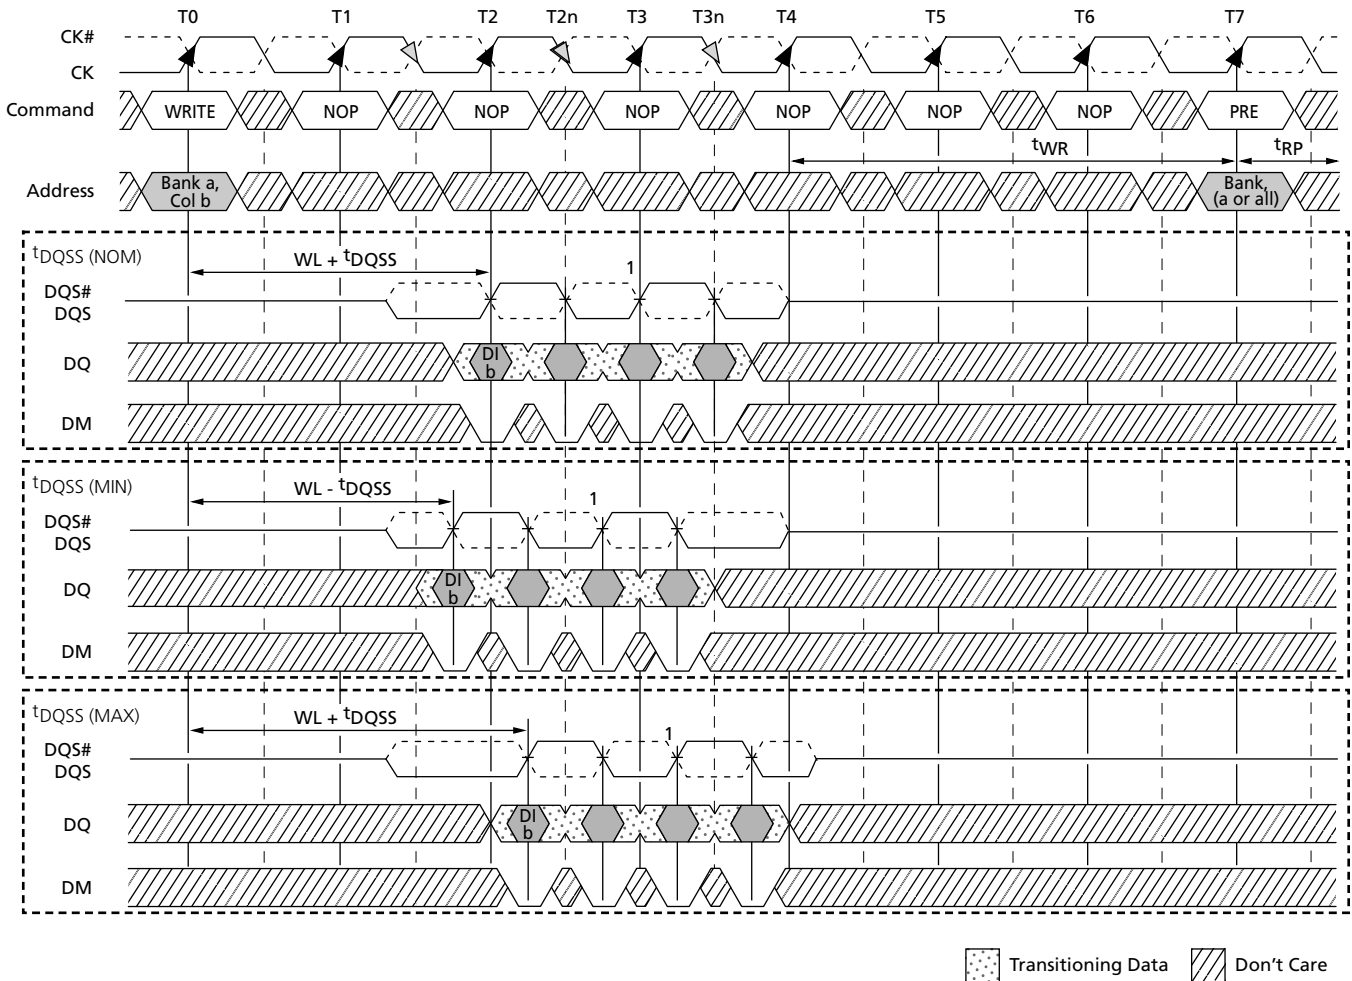 T0 T1 T2 T2n T3 T3n T4 T5 T6 T7
CK#
CK
Command WRITE NOP NOP NOP NOP NOP NOP PRE
tWR tRP
Address Bank a, Col b Bank, (a or all)
tDQSS (NOM)
WL + tDQSS 1
DQS#
DQS
DQ DI b
DM
tDQSS (MIN)
WL - tDQSS 1
DQS#
DQS
DQ DI b
DM
tDQSS (MAX)
WL + tDQSS 1
DQS#
DQS
DQ DI b
DM
Transitioning Data Don't Care